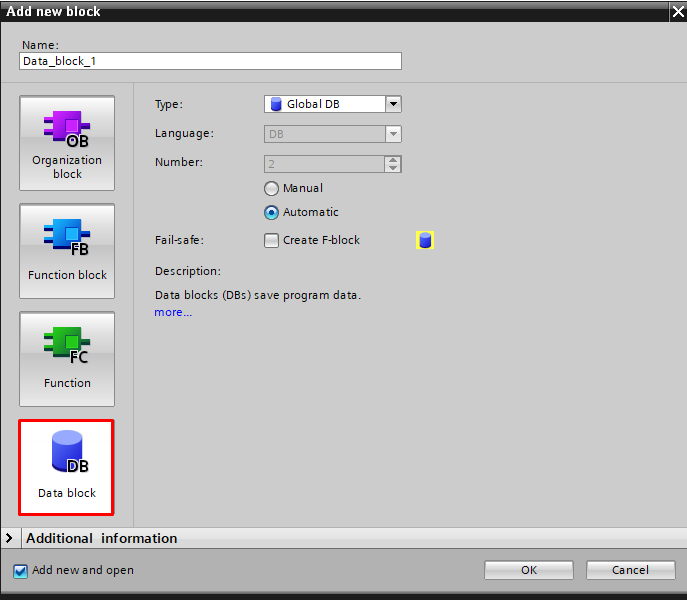 Add new block
Name:
Data_block_1
OB
Organization
block
FB
Function block
FC
Function
DB
Data block
Type:
Global DB
Language:
DB
Number:
2
Manual
Automatic
Fail-safe:
Create F-block
Description:
Data blocks (DBs) save program data.
more...
Additional information
Add new and open
OK
Cancel